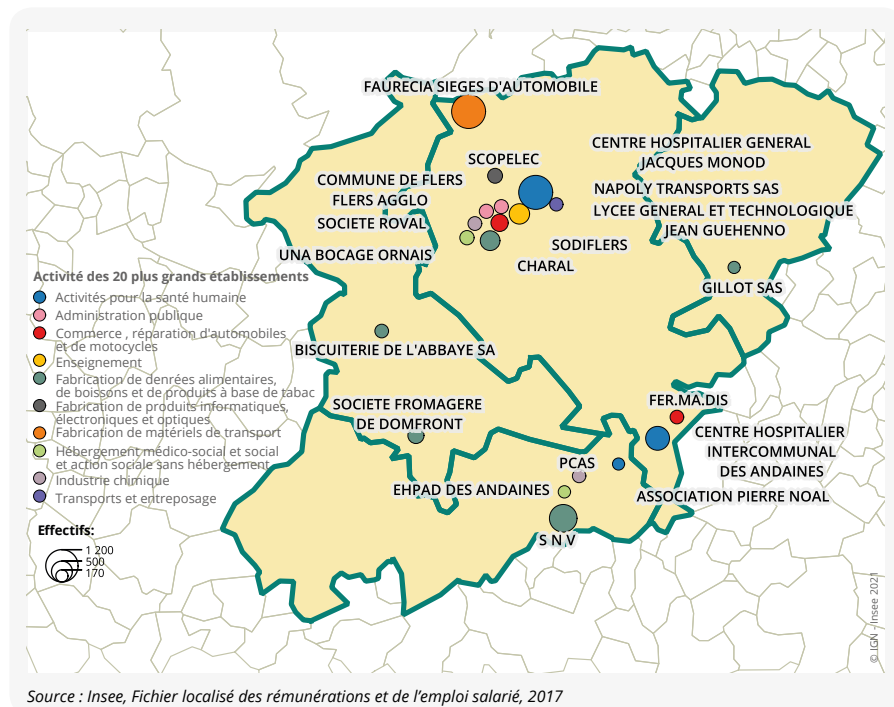 FAURECIA SIEGES D'AUTOMOBILE
CENTRE HOSPITALIER GENERAL
JACQUES MONOD
SCOPELEC
COMMUNE DE FLERS
NAPOLY TRANSPORTS SAS
FLERS AGGLO
LYCEE GENERAL ET TECHNOLOGIQUE
JEAN GUEHENNO
SOCIETE ROVAL
SODIFLERS
UNA BOCAGE ORNAIS
CHARAL
GILLOT SAS
Activité des 20 plus grands établissements
Activités pour la santé humaine
Administration publique
Commerce , réparation d'automobiles
et de motocycles
Enseignement
Fabrication de denrées alimentaires,
de boissons et de produits à base de tabac
Fabrication de produits informatiques,
électroniques et optiques
Fabrication de matériels de transport
Hébergement médico-social et social
et action sociale sans hébergement
Industrie chimique
Transports et entreposage
BISCUITERIE DE L'ABBAYE SA
SOCIETE FROMAGERE
DE DOMFRONT
FER.MA.DIS
CENTRE HOSPITALIER
INTERCOMMUNAL
DES ANDAINES
PCAS
EHPAD DES ANDAINES
ASSOCIATION PIERRE NOAL
S N V
Effectifs:
1 200
500
170
© IGN - Insee 2021
Source : Insee, Fichier localisé des rémunérations et de l'emploi salarié, 2017